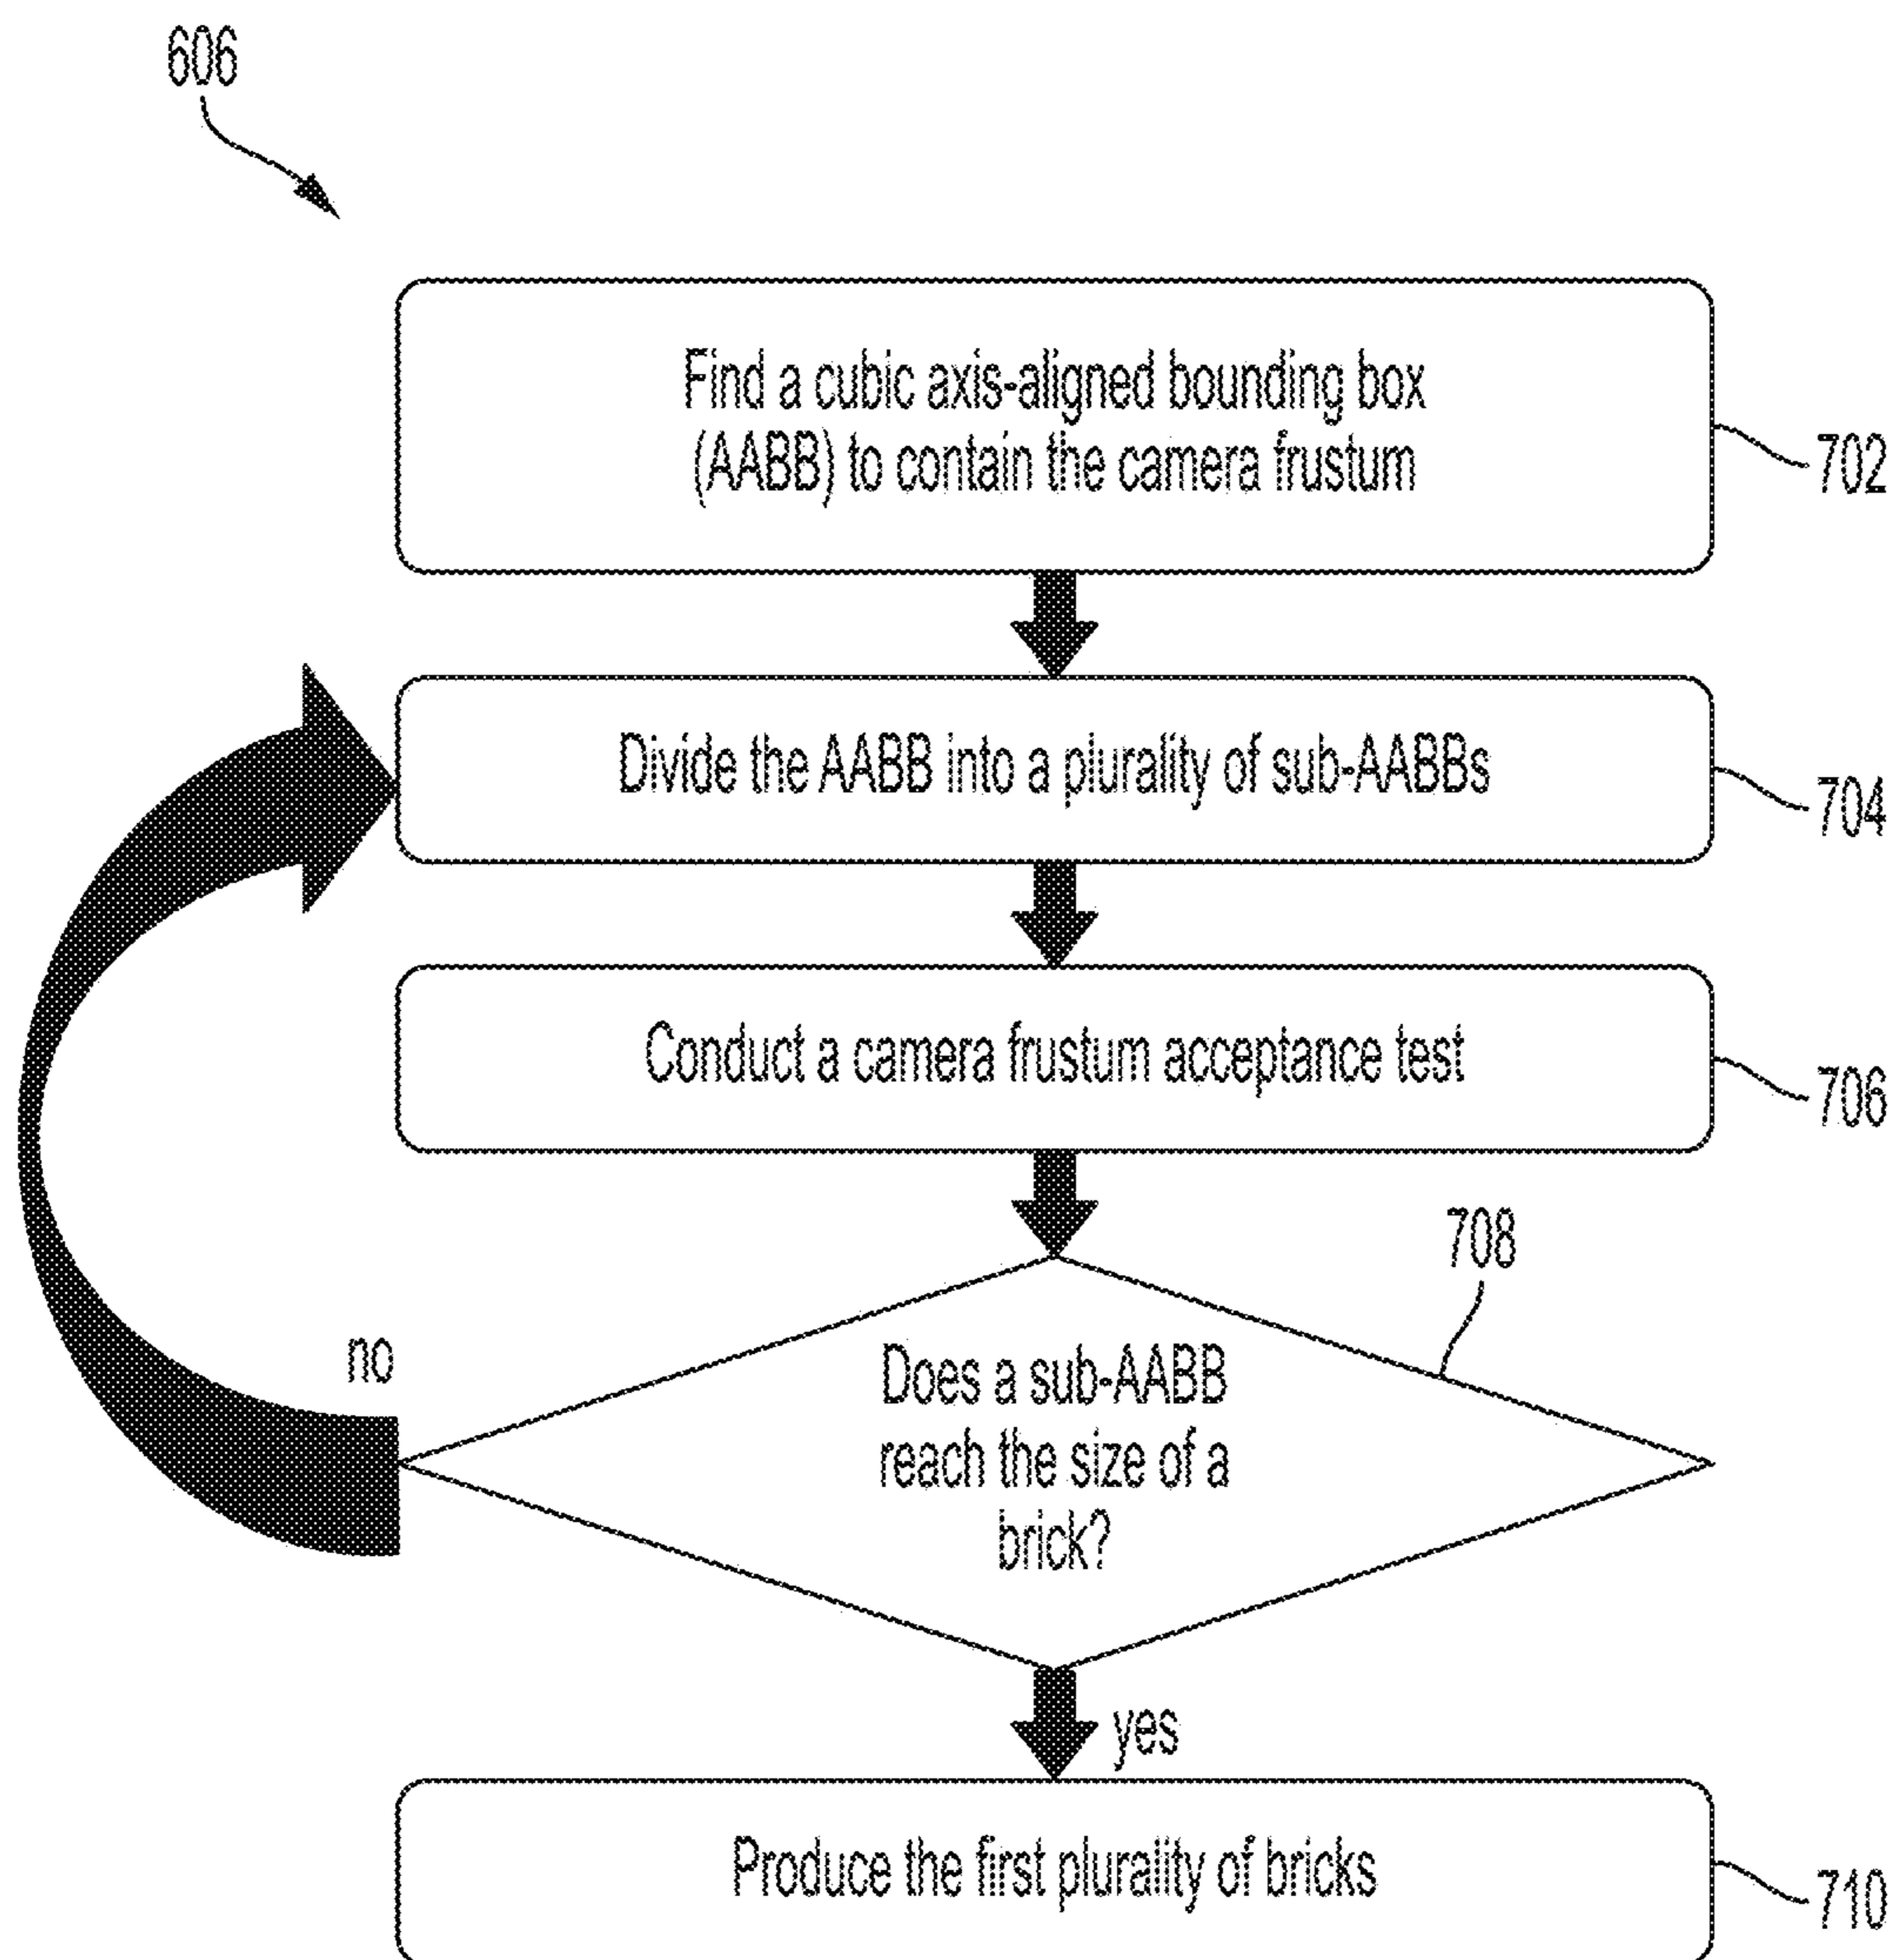 606
Find a cubic axis-aligned bounding box
(AABB) to contain the camera frustum
702
Divide the AABB into a plurality of sub-AABBs
704
Conduct a camera frustum acceptance test
706
708
Does a sub-AABB
reach the size of a
brick?
no
yes
Produce the first plurality of bricks
710